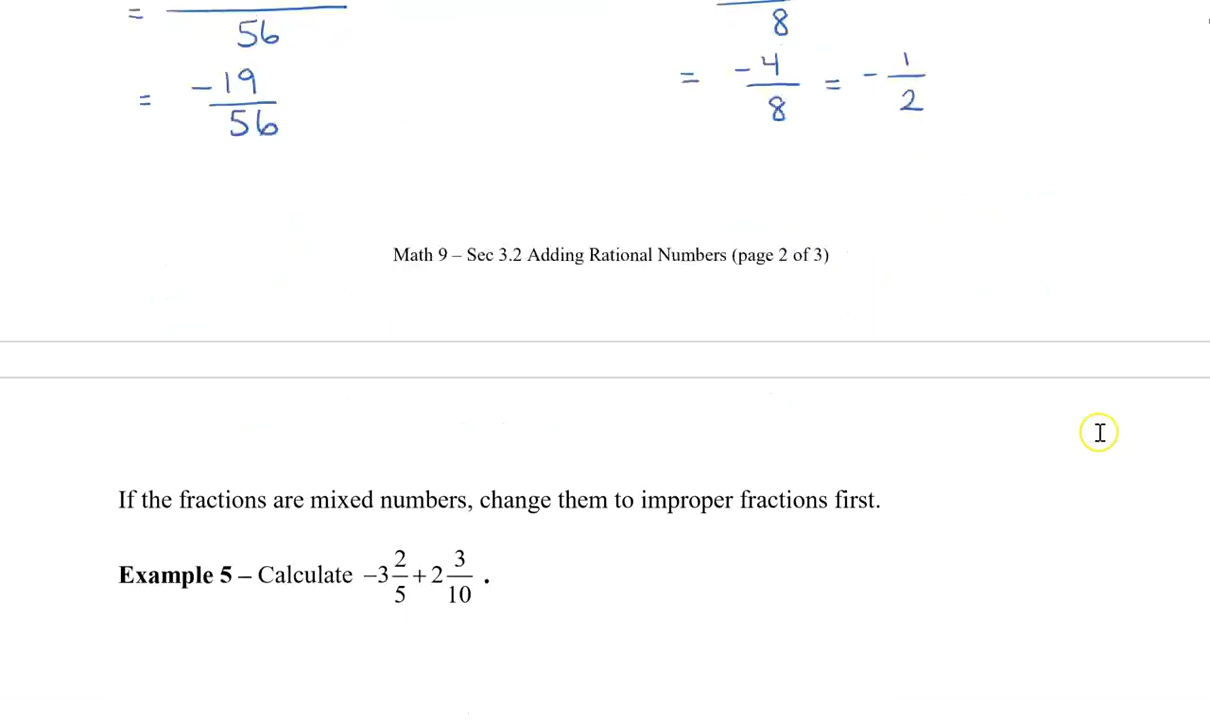 = 56 8
= -19/56 = -4/8 = -1/2
Math 9 – Sec 3.2 Adding Rational Numbers (page 2 of 3)
If the fractions are mixed numbers, change them to improper fractions first.
Example 5 – Calculate −3 2/5 + 2 3/10 .